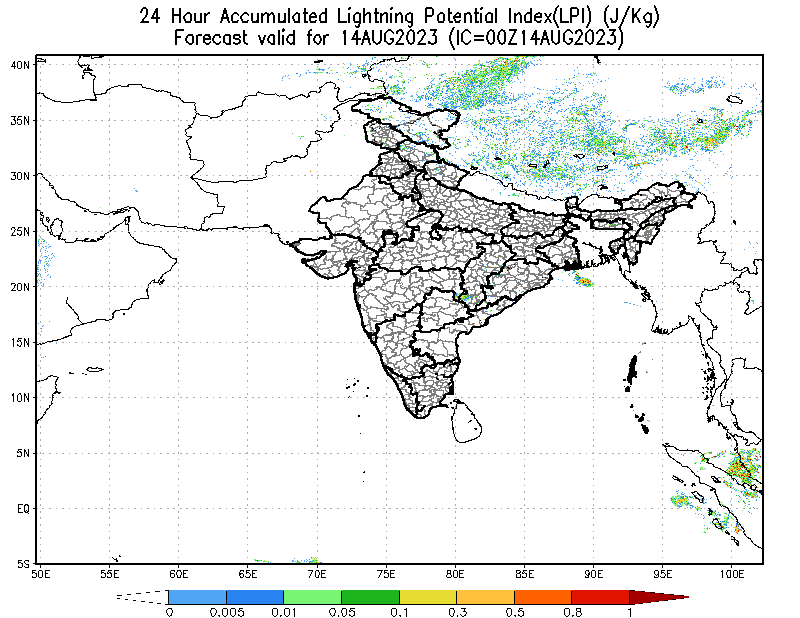 24 Hour Accumulated Lightning Potential Index(LPI) (J/Kg)
Forecast valid for 14AUG2023 (IC=00Z14AUG2023)
40N
35N
30N
25N
20N
15N
10N
5N
EQ
5S
50E 55E 60E 65E 70E 75E 80E 85E 90E 95E 100E
0 0.005 0.01 0.05 0.1 0.3 0.5 0.8 1